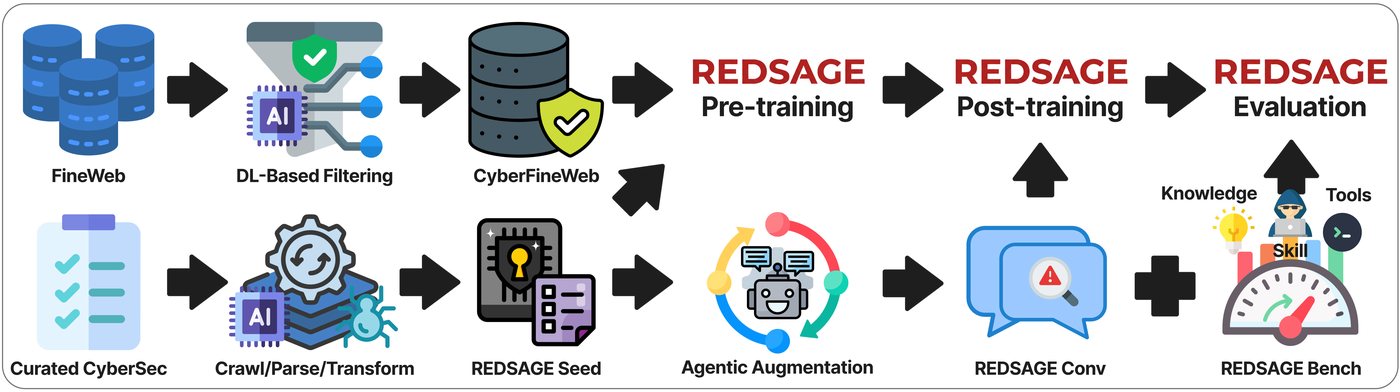 FineWeb
AI
DL-Based Filtering
CyberFineWeb
REDSAGE
Pre-training
REDSAGE
Post-training
REDSAGE
Evaluation
Curated CyberSec
AI
Crawl/Parse/Transform
REDSAGE Seed
Agentic Augmentation
REDSAGE Conv
Knowledge
Tools
Skill
REDSAGE Bench